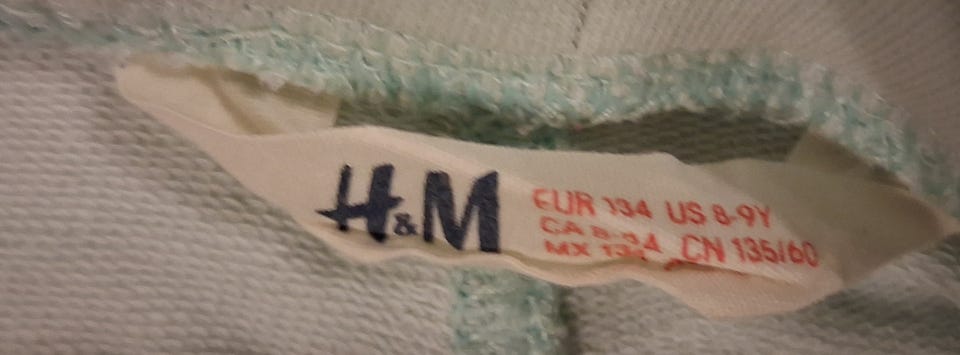 H&M
EUR 134 US 8-9Y
CA CN 135/60
MX